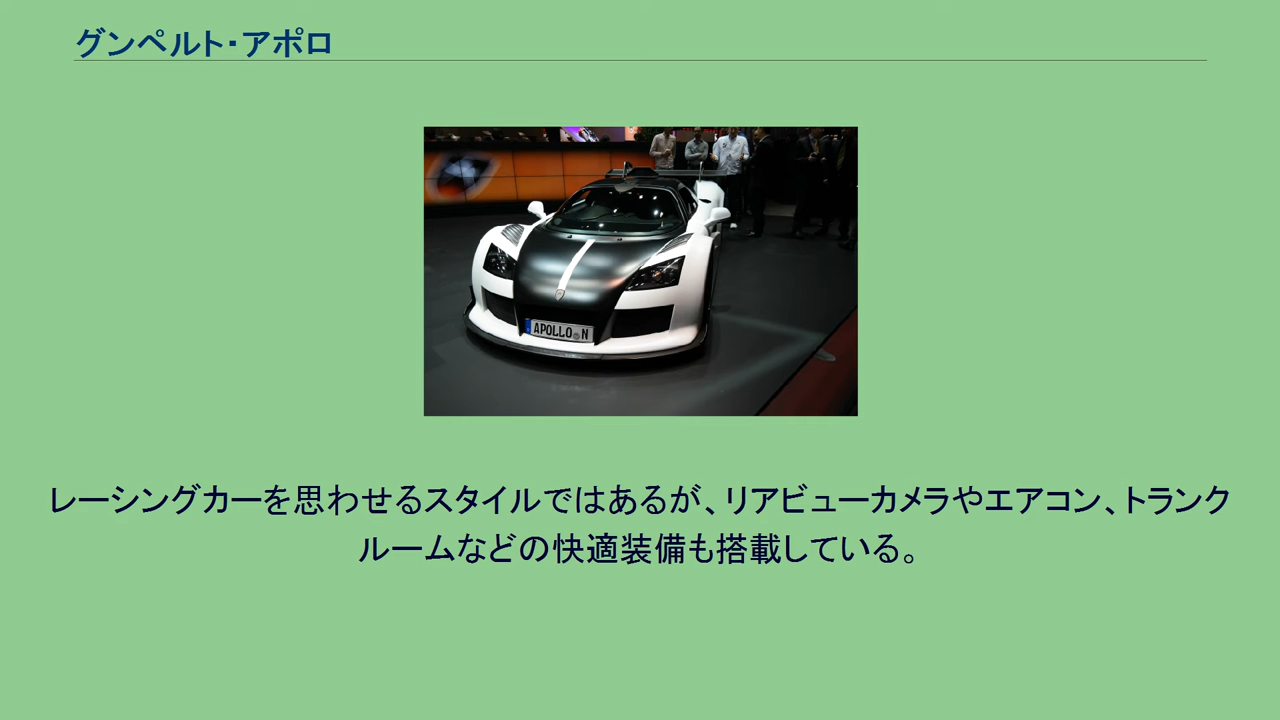 グンペルト・アポロ
APOLLO N
レーシングカーを思わせるスタイルではあるが、リアビューカメラやエアコン、トランク
ルームなどの快適装備も搭載している。